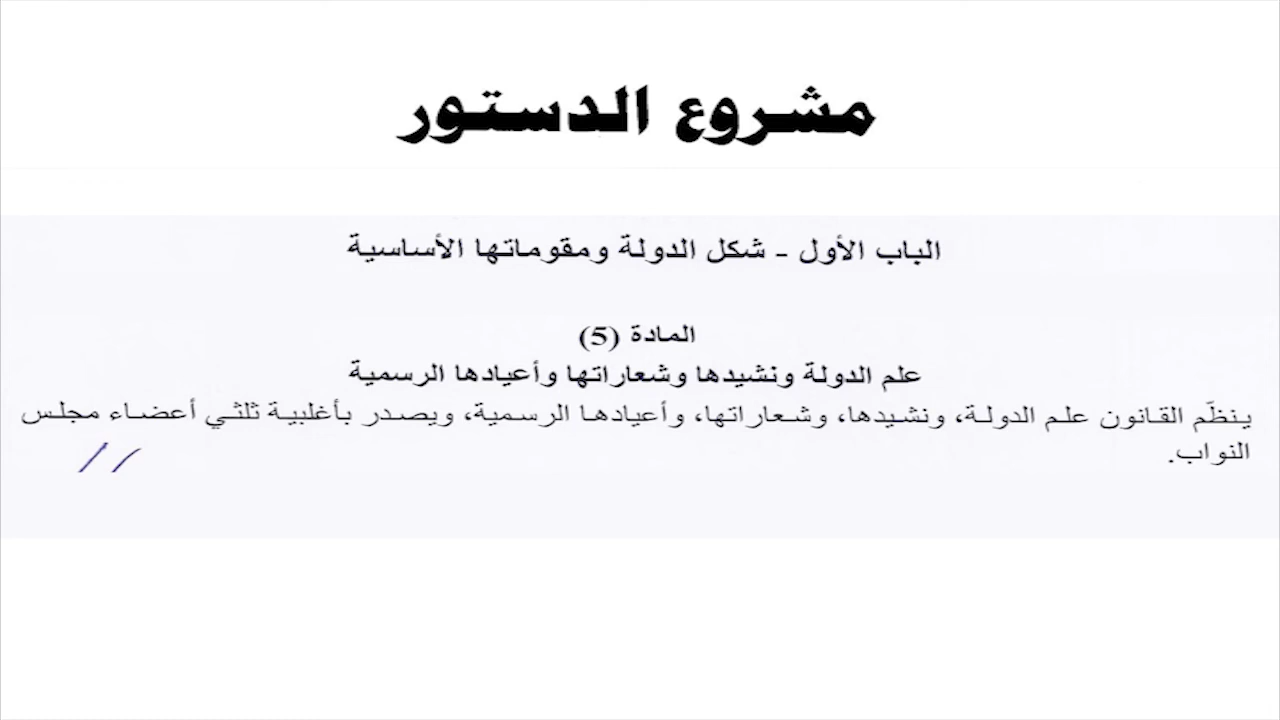 مشروع الدستور
الباب الأول - شكل الدولة ومقوماتها الأساسية
المادة (5)
علم الدولة ونشيدها وشعاراتها وأعيادها الرسمية
ينظّم القانون علم الدولة، ونشيدها، وشعاراتها، وأعيادها الرسمية، ويصدر بأغلبية ثلثي أعضاء مجلس
النواب.